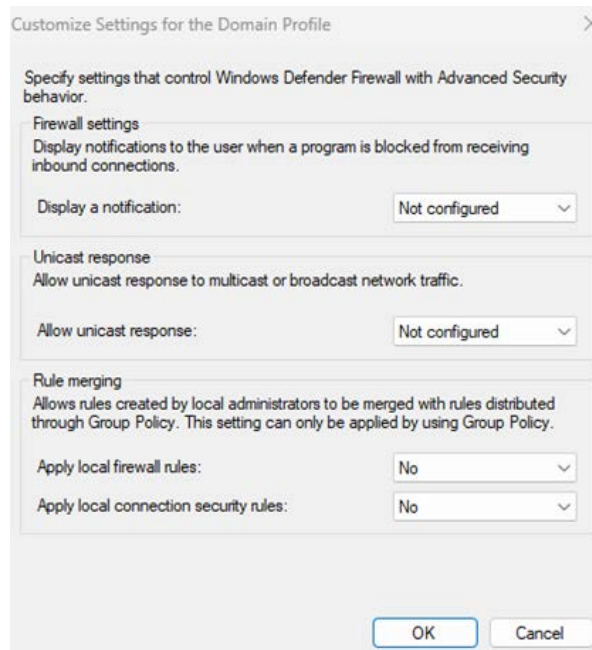 Customize Settings for the Domain Profile
Specify settings that control Windows Defender Firewall with Advanced Security
behavior.
Firewall settings
Display notifications to the user when a program is blocked from receiving
inbound connections.
Display a notification: Not configured
Unicast response
Allow unicast response to multicast or broadcast network traffic.
Allow unicast response: Not configured
Rule merging
Allows rules created by local administrators to be merged with rules distributed
through Group Policy. This setting can only be applied by using Group Policy.
Apply local firewall rules: No
Apply local connection security rules: No
OK Cancel